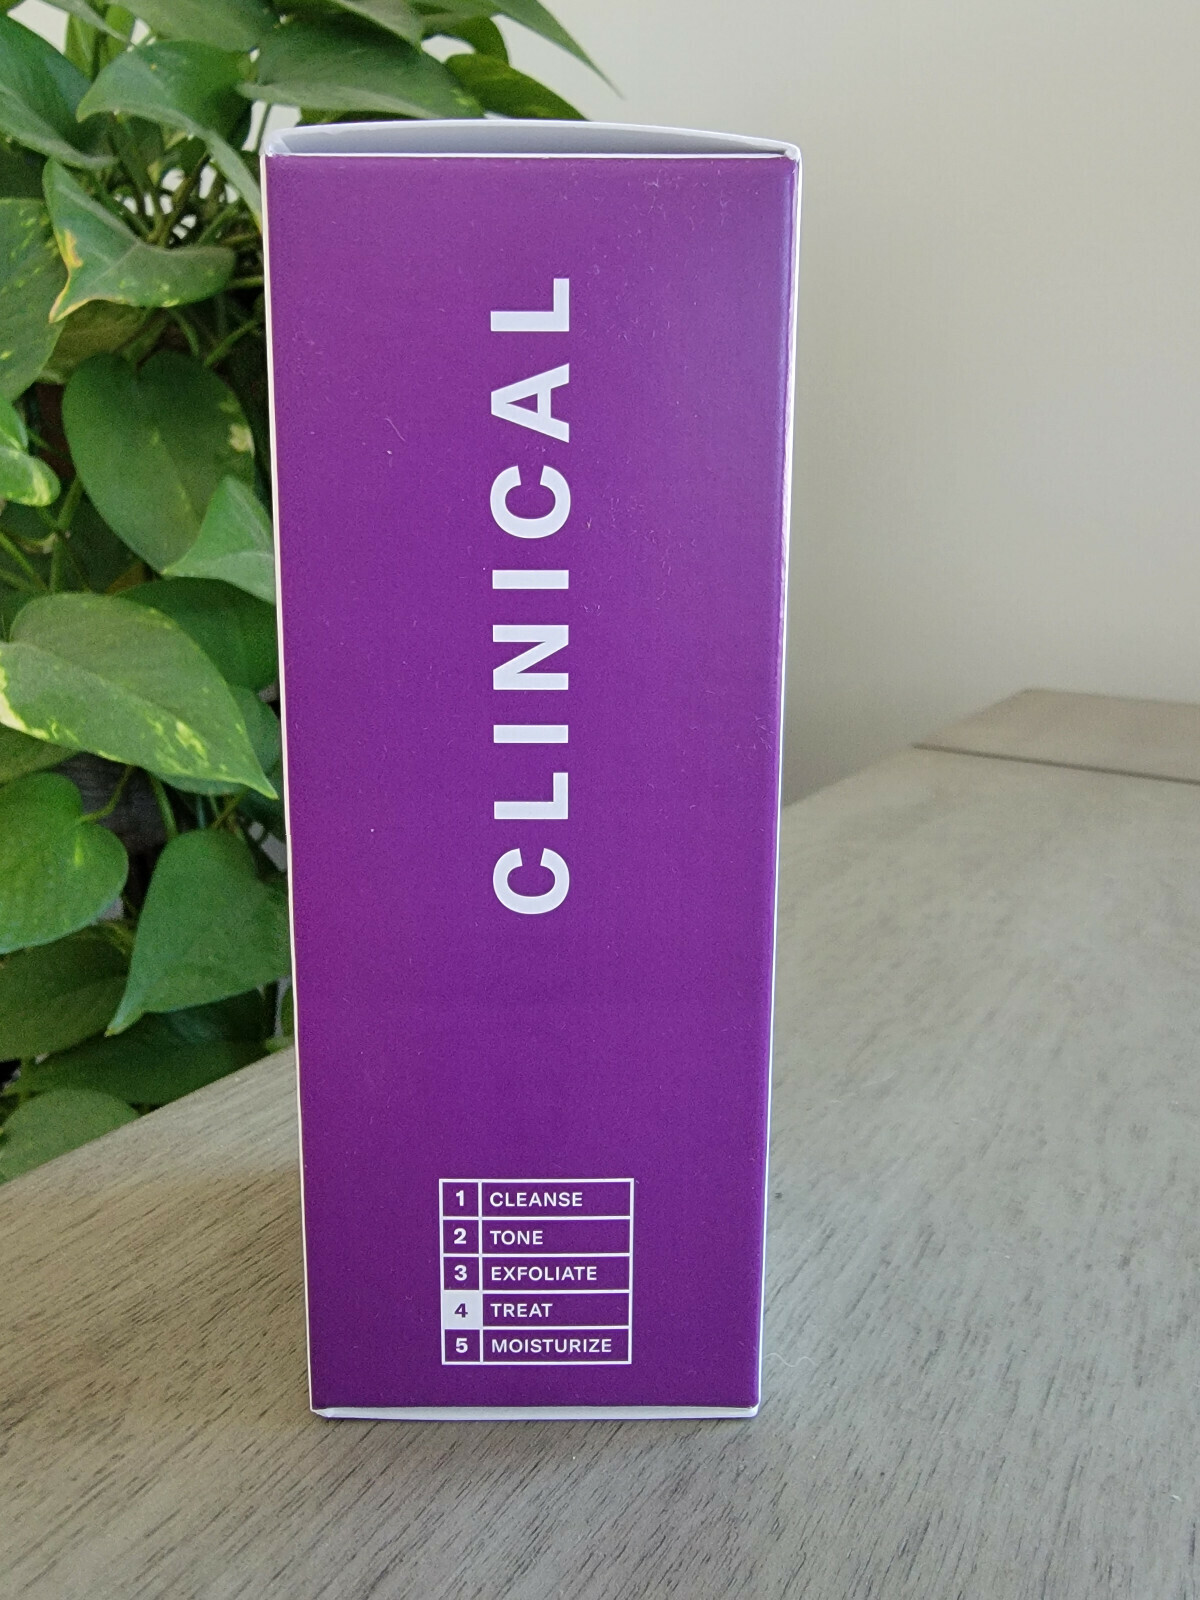 CLINICAL
1 CLEANSE
2 TONE
3 EXFOLIATE
4 TREAT
5 MOISTURIZE